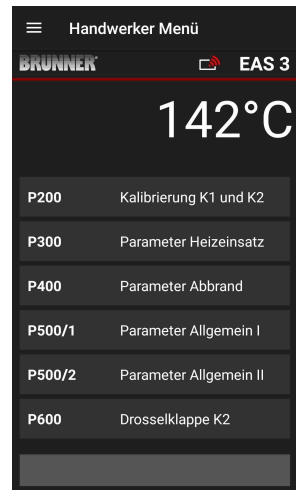 Handwerker Menü
BRUNNER EAS 3
142°C
P200 Kalibrierung K1 und K2
P300 Parameter Heizeinsatz
P400 Parameter Abbrand
P500/1 Parameter Allgemein I
P500/2 Parameter Allgemein II
P600 Drosselklappe K2